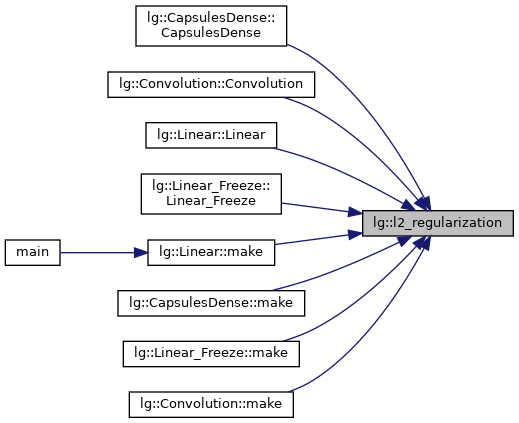 lg::CapsulesDense::
CapsulesDense
lg::Convolution::Convolution
lg::Linear::Linear
lg::Linear_Freeze::
Linear_Freeze
lg::l2_regularization
main
lg::Linear::make
lg::CapsulesDense::make
lg::Linear_Freeze::make
lg::Convolution::make